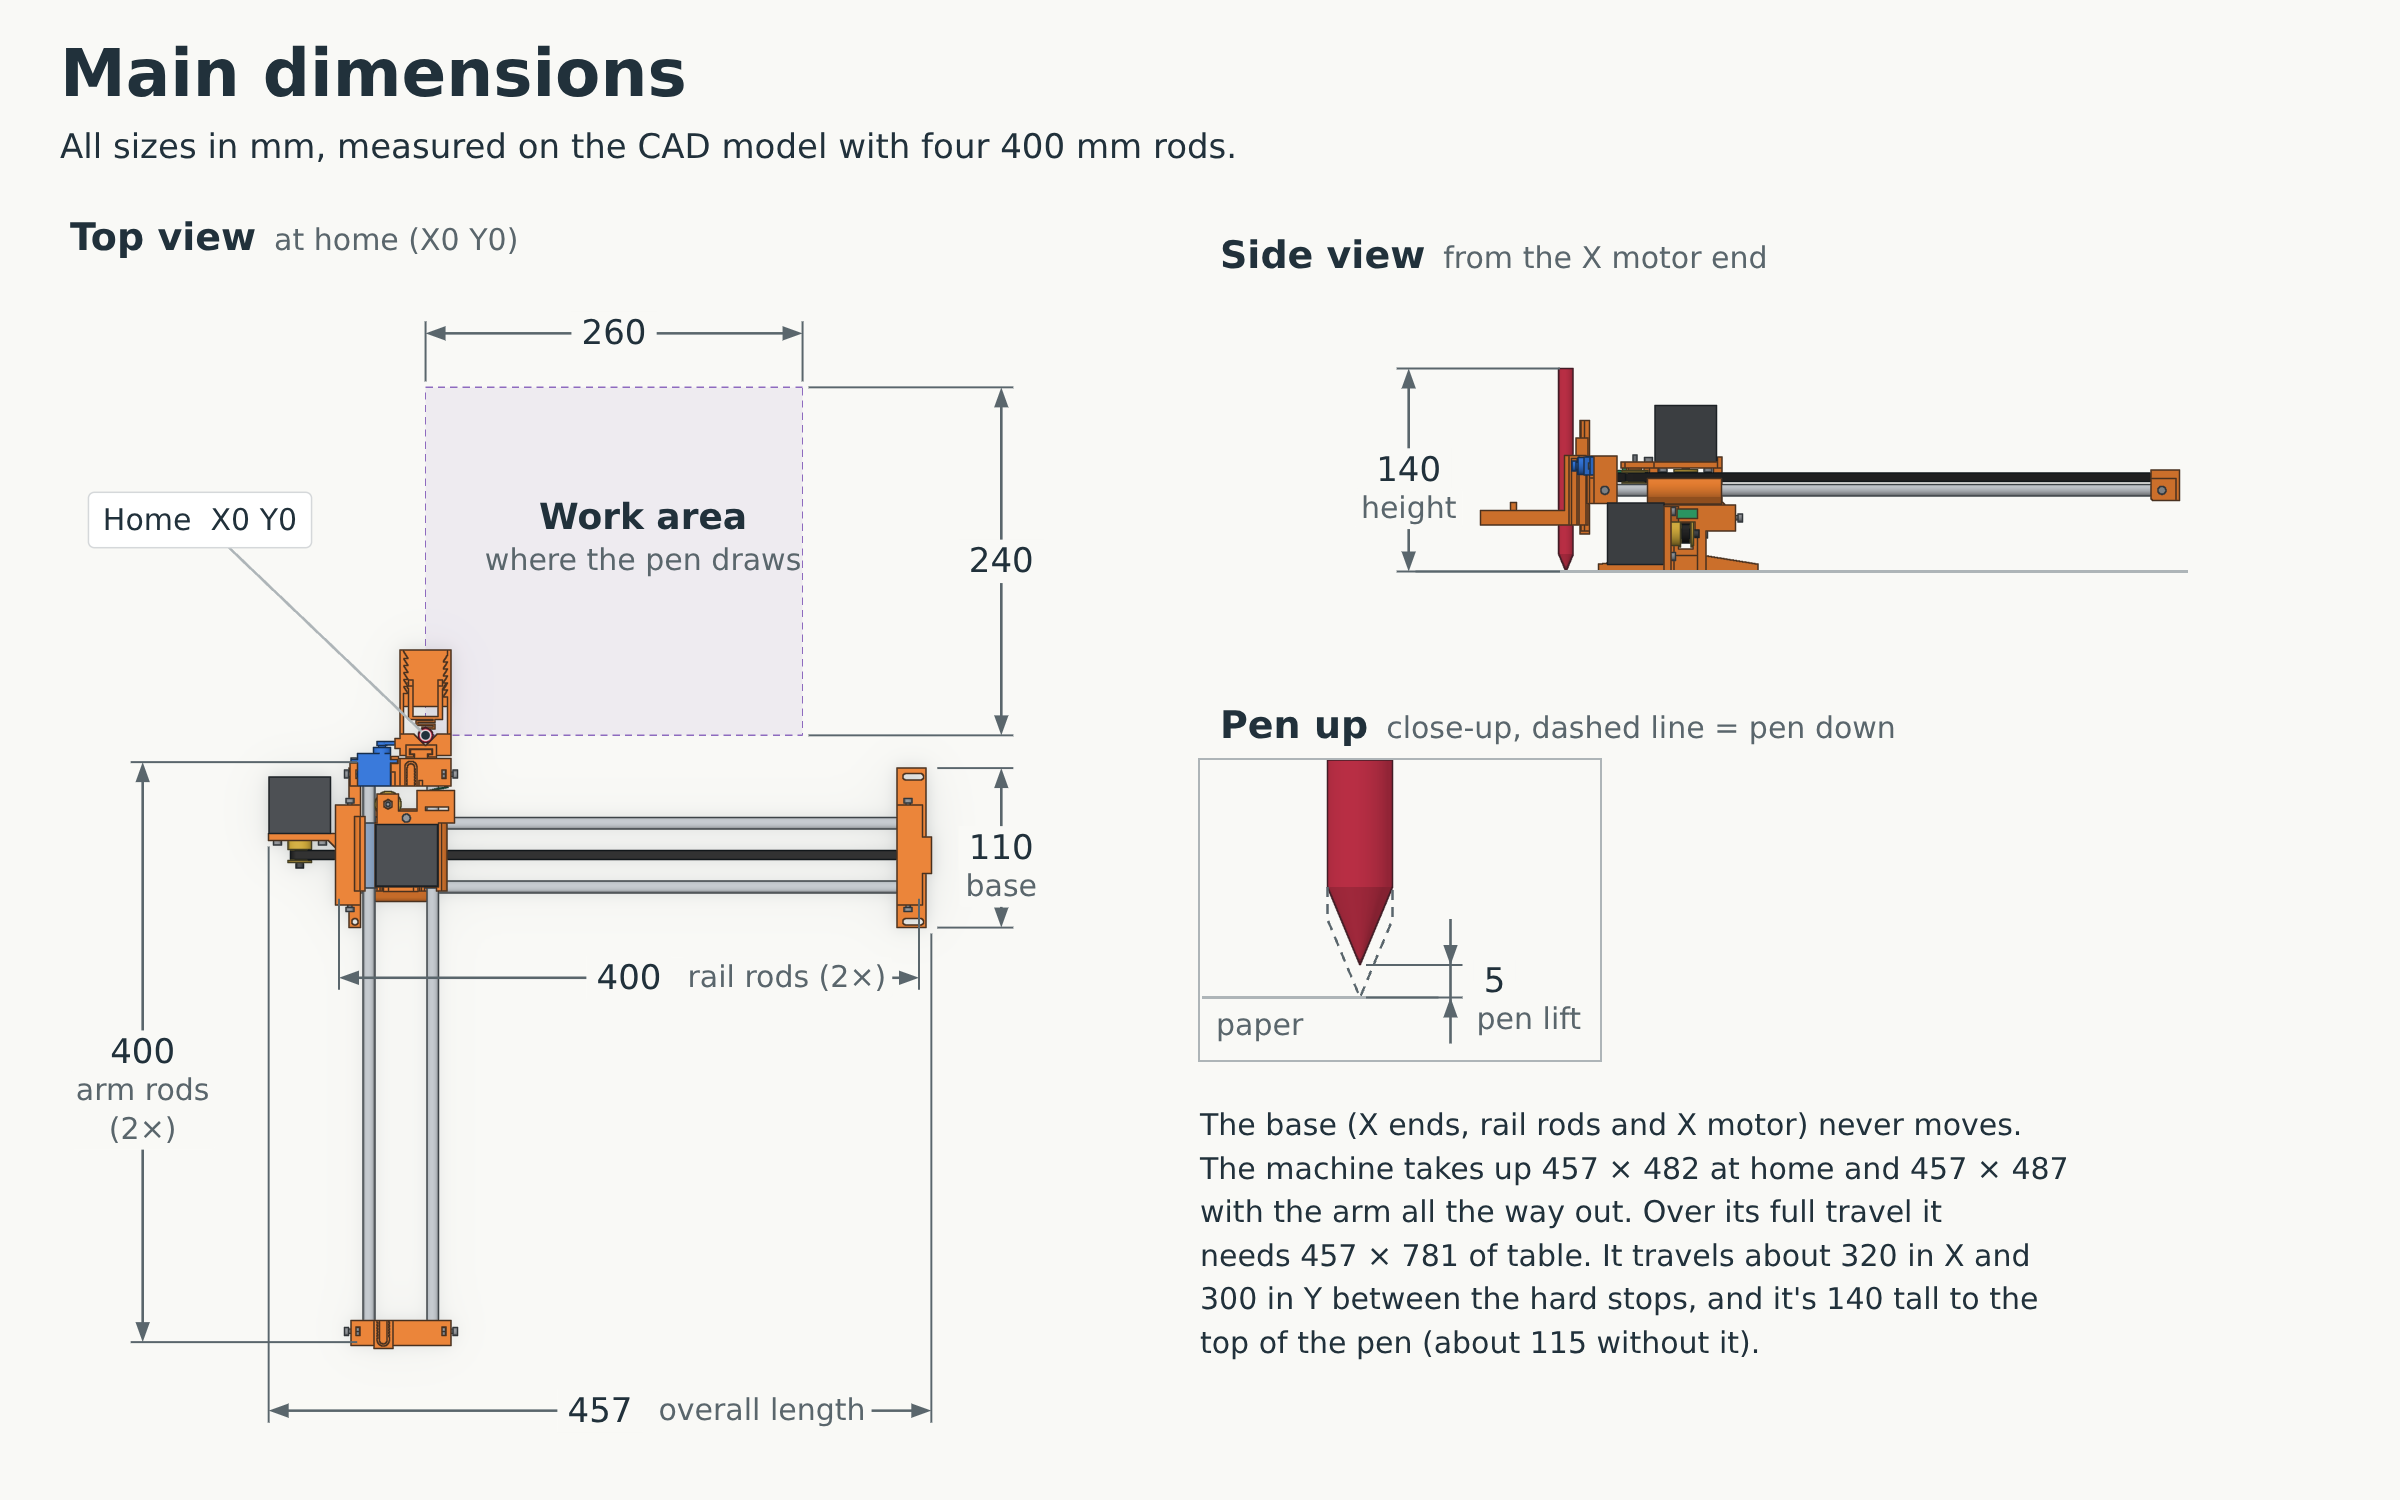 Main dimensions
All sizes in mm, measured on the CAD model with four 400 mm rods.
Top view at home (X0 Y0)
260
Work area
where the pen draws
240
Home X0 Y0
110
base
400 rail rods (2×)
400
arm rods
(2×)
457 overall length
Side view from the X motor end
140
height
Pen up close-up, dashed line = pen down
5
pen lift
paper
The base (X ends, rail rods and X motor) never moves.
The machine takes up 457 × 482 at home and 457 × 487
with the arm all the way out. Over its full travel it
needs 457 × 781 of table. It travels about 320 in X and
300 in Y between the hard stops, and it's 140 tall to the
top of the pen (about 115 without it).